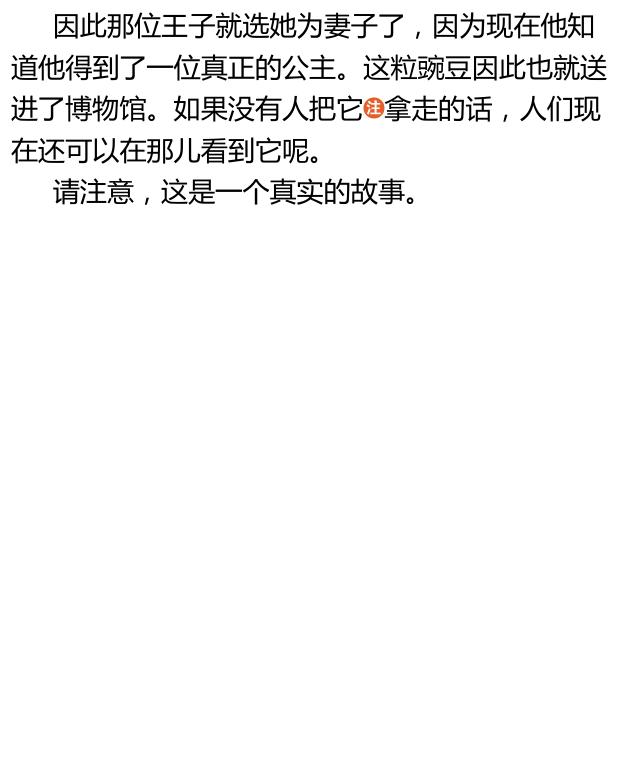 因此那位王子就选她为妻子了，因为现在他知
道他得到了一位真正的公主。这粒豌豆因此也就送
进了博物馆。如果没有人把它注拿走的话，人们现
在还可以在那儿看到它呢。
请注意，这是一个真实的故事。